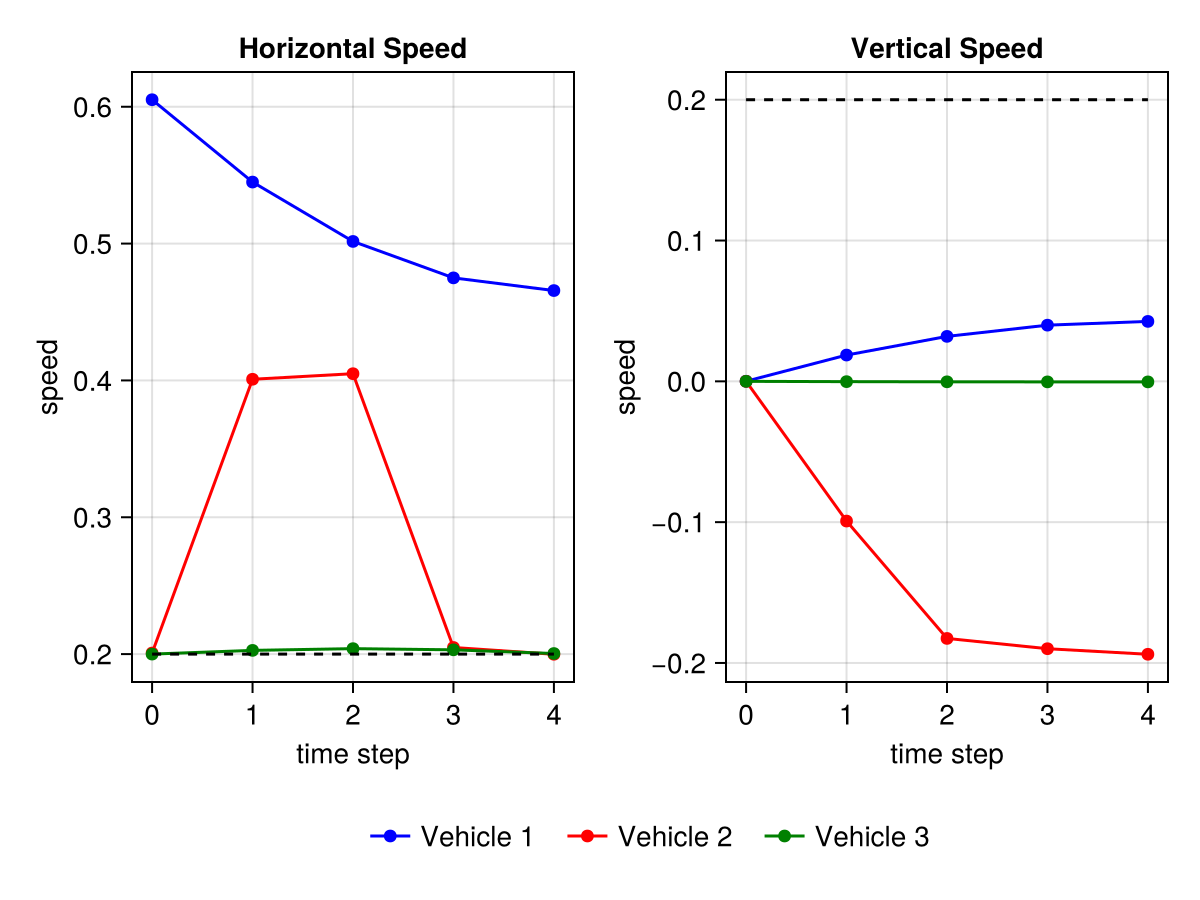 Horizontal Speed
0.6
0.5
0.4
0.3
0.2
speed
0
1
2
3
4
time step
Vertical Speed
0.2
0.1
0.0
−0.1
−0.2
speed
0
1
2
3
4
time step
Vehicle 1
Vehicle 2
Vehicle 3